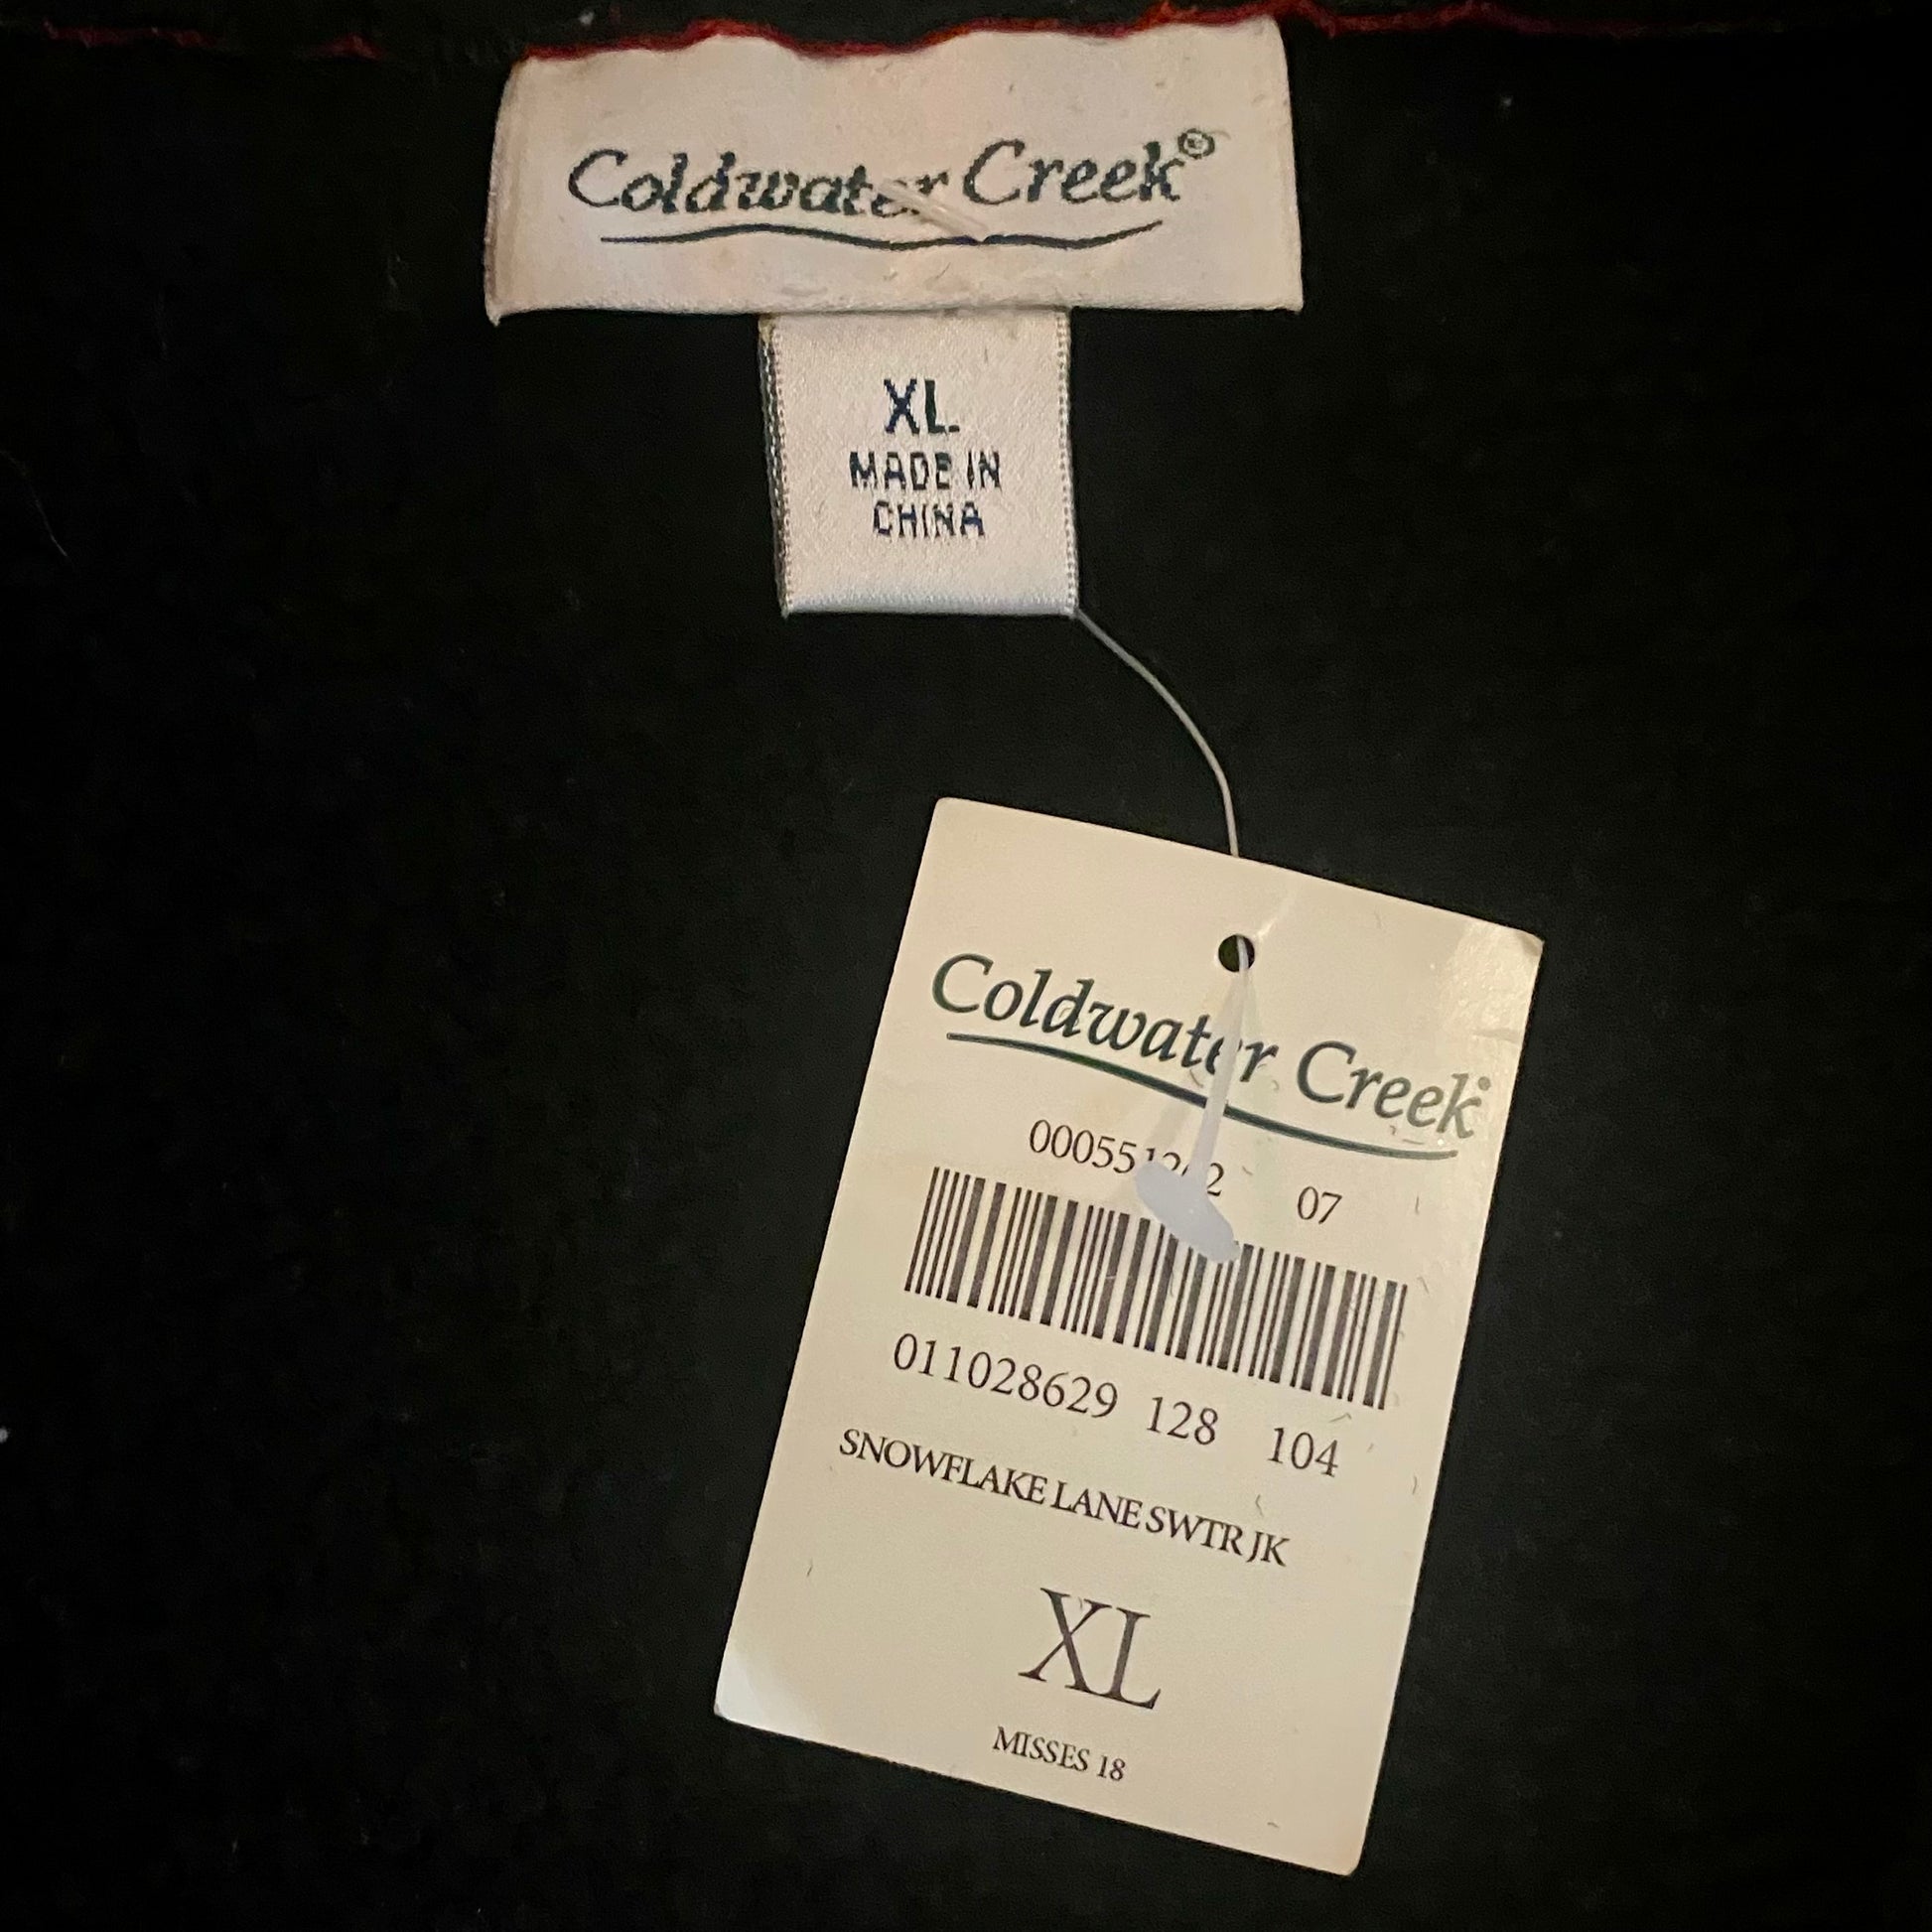 Coldwater Creek®
XL
MADE IN
CHINA
Coldwater Creek®
07
011028629 128 104
SNOWFLAKE LANE SWTR JK
XL
MISSES 18